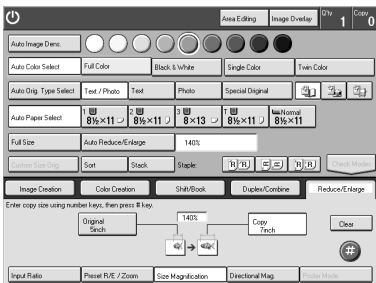 Area Editing Image Overlay Q'ty 1 Copy 0
Auto Image Dens.
Auto Color Select Full Color Black & White Single Color Twin Color
Auto Orig. Type Select Text / Photo Text Photo Special Original
Auto Paper Select 1 8½×11 2 8½×11 3 8×13 T 8½×11 Normal 8½×11
Full Size Auto Reduce/Enlarge 140%
Custom Size Orig. Sort Stack Staple: Check Modes
Image Creation Color Creation Shift/Book Duplex/Combine Reduce/Enlarge
Enter copy size using number keys, then press # key.
Original 5inch 140% Copy 7inch Clear
#
Input Ratio Preset R/E / Zoom Size Magnification Directional Mag. Poster Mode